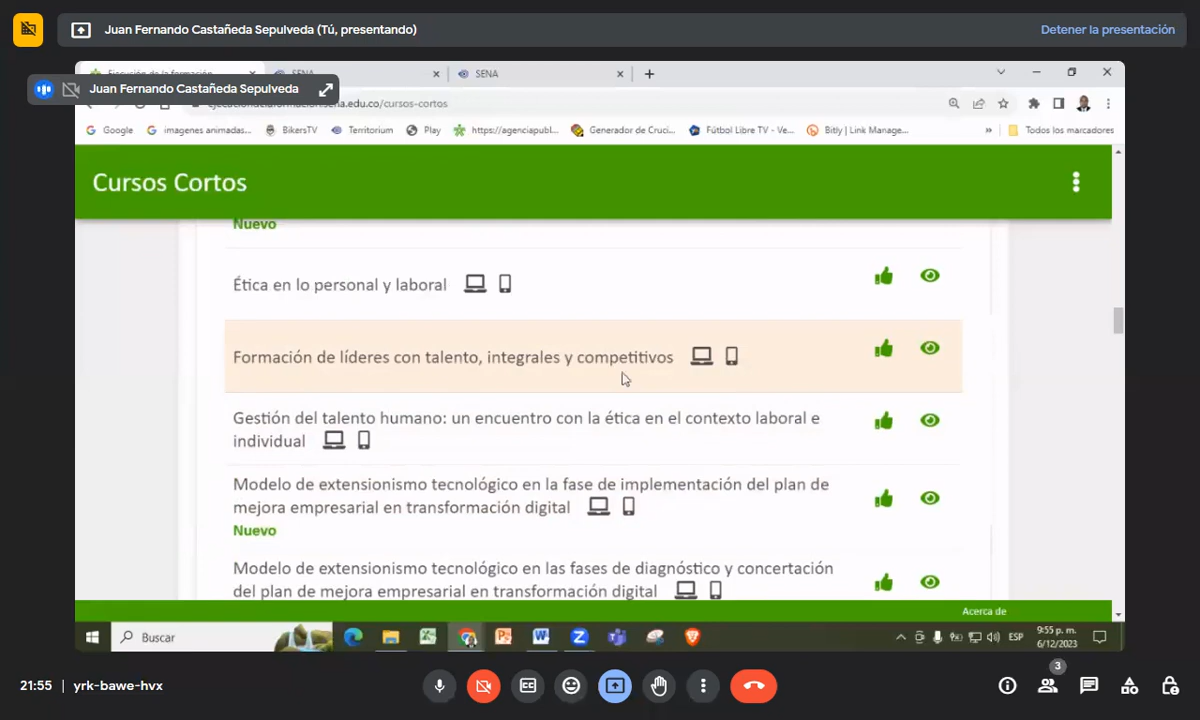 Juan Fernando Castañeda Sepulveda (Tú, presentando)
Detener la presentación
Ejecución de la formación
SENA
SENA
Juan Fernando Castañeda Sepulveda
sena.edu.co/cursos-cortos
Google
imagenes animadas...
BikersTV
Territorium
Play
https://agenciapubl...
Generador de Cruci...
Fútbol Libre TV - Ve...
Bitly | Link Manage...
»
Todos los marcadores
Cursos Cortos
Nuevo
Ética en lo personal y laboral
Formación de líderes con talento, integrales y competitivos
Gestión del talento humano: un encuentro con la ética en el contexto laboral e
individual
Modelo de extensionismo tecnológico en la fase de implementación del plan de
mejora empresarial en transformación digital
Nuevo
Modelo de extensionismo tecnológico en las fases de diagnóstico y concertación
del plan de mejora empresarial en transformación digital
Acerca de
Buscar
ESP
9:55 p. m.
6/12/2023
21:55 | yrk-bawe-hvx
3